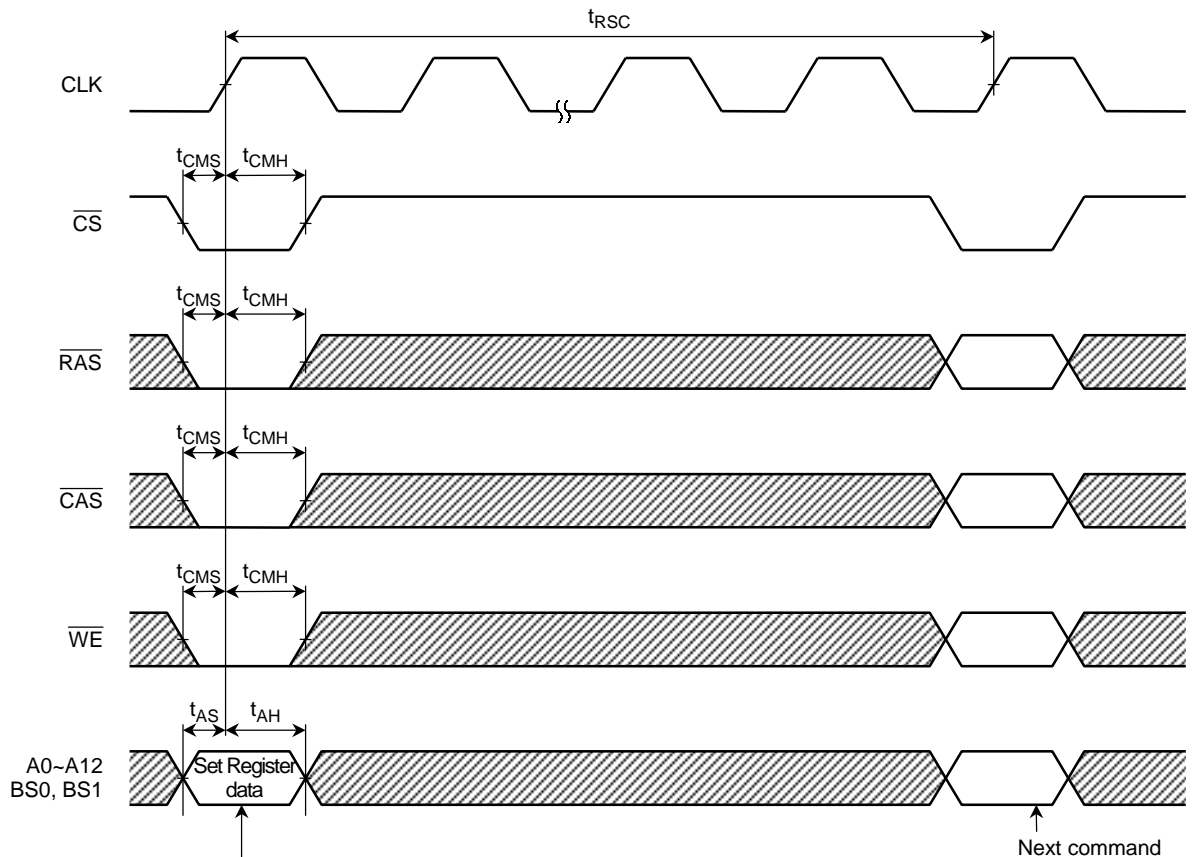 tRSC
CLK
tCMS tCMH
CS
tCMS tCMH
RAS
tCMS tCMH
CAS
tCMS tCMH
WE
tAS tAH
A0~A12
BS0, BS1
Set Register
data
Next command